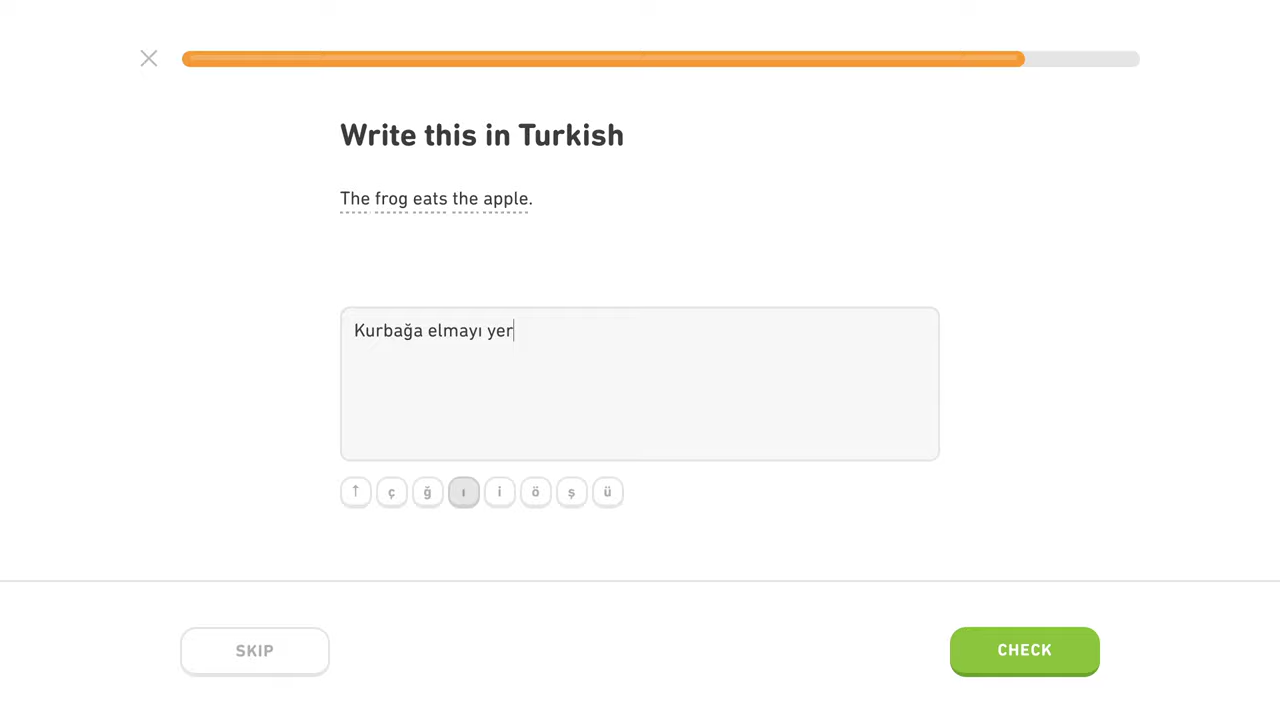 Write this in Turkish
The frog eats the apple.
Kurbağa elmayı yer
↑ ç ğ ı i ö ş ü
SKIP
CHECK